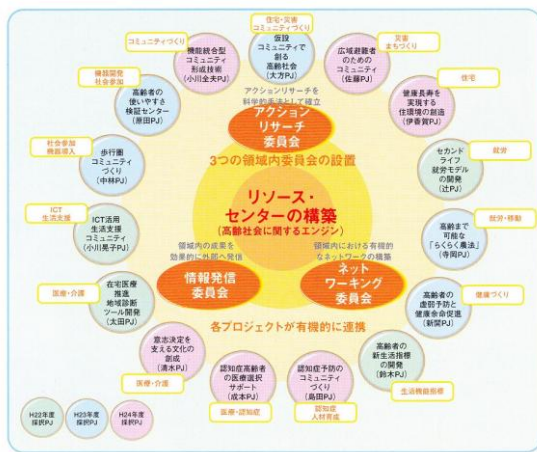 住宅・災害
コミュニティづくり
仮設
コミュニティで
創る
高齢社会
(大方PJ)
災害
まちづくり
広域避難者
のための
コミュニティ
(佐藤PJ)
住宅
健康長寿を
実現する
住環境の創造
(伊香賀PJ)
就労
セカンド
ライフ
就労モデル
の開発
(辻PJ)
就労・移動
高齢まで
可能な
「らくらく農法」
(寺岡PJ)
健康づくり
高齢者の
虚弱予防と
健康余命促進
(新開PJ)
生活機能指標
高齢者の
新生活指標
の開発
(鈴木PJ)
認知症予防の
コミュニティ
づくり
(島田PJ)
認知症
人材育成
認知症高齢者
の医療選択
サポート
(成本PJ)
医療・認知症
意志決定を
支える文化の
創成
(清水PJ)
医療・介護
在宅医療
推進
地域診断
ツール開発
(太田PJ)
医療・介護
ICT活用
生活支援
コミュニティ
(小川晃子PJ)
ICT
生活支援
歩行圏
コミュニティ
づくり
(中林PJ)
社会参加
機器導入
高齢者の
使いやすさ
検証センター
(原田PJ)
機器開発
社会参加
機能統合型
コミュニティ
形成技術
(小川全夫PJ)
コミュニティづくり
アクションリサーチを
科学的手法として確立
アクション
リサーチ
委員会
3つの領域内委員会の設置
リソース・
センターの構築
(高齢社会に関するエンジン)
領域内の成果を
効果的に外部へ発信
情報発信
委員会
領域内における有機的
なネットワークの構築
ネット
ワーキング
委員会
各プロジェクトが有機的に連携
H22年度
採択PJ
H23年度
採択PJ
H24年度
採択PJ